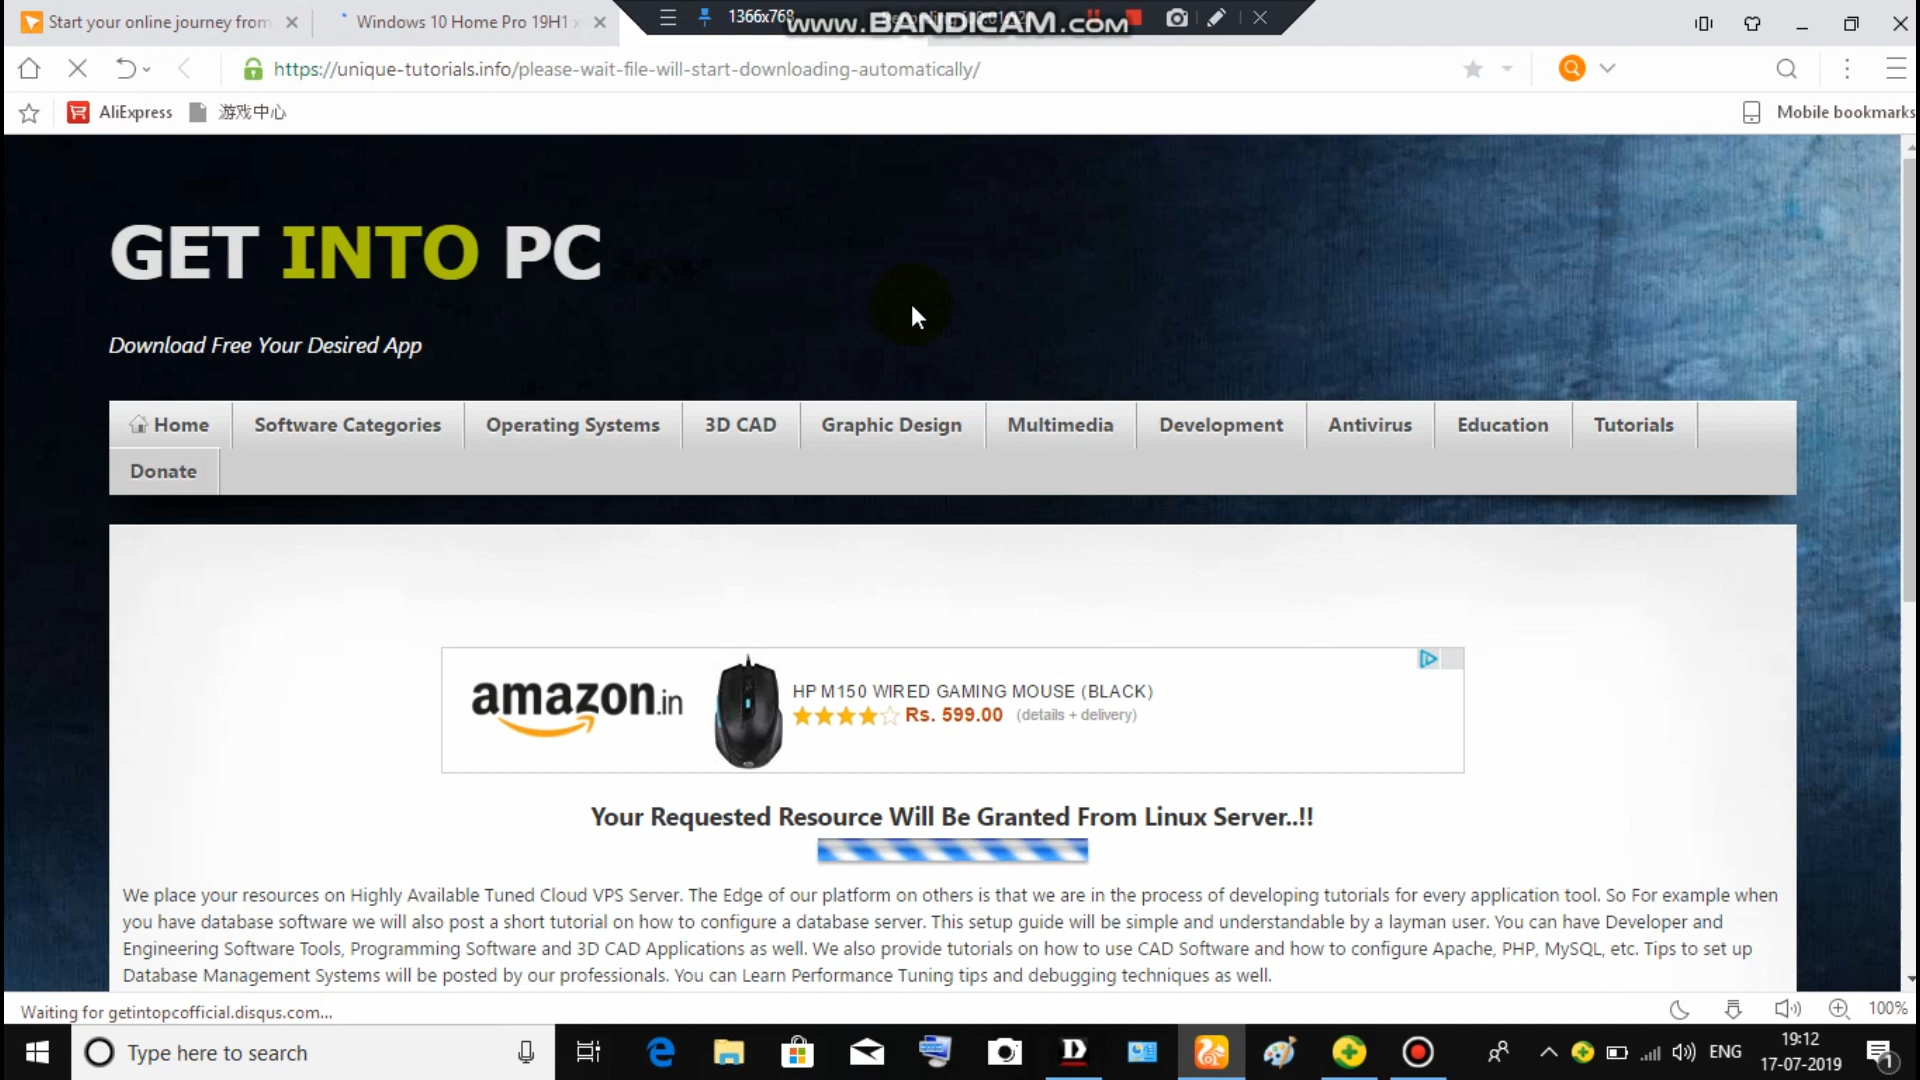 Start your online journey from
Windows 10 Home Pro 19H1 x
1366x768
www.BANDICAM.com
https://unique-tutorials.info/please-wait-file-will-start-downloading-automatically/
AliExpress
游戏中心
Mobile bookmarks
GET INTO PC
Download Free Your Desired App
Home
Software Categories
Operating Systems
3D CAD
Graphic Design
Multimedia
Development
Antivirus
Education
Tutorials
Donate
amazon.in
HP M150 WIRED GAMING MOUSE (BLACK)
Rs. 599.00 (details + delivery)
Your Requested Resource Will Be Granted From Linux Server..!!
We place your resources on Highly Available Tuned Cloud VPS Server. The Edge of our platform on others is that we are in the process of developing tutorials for every application tool. So For example when
you have database software we will also post a short tutorial on how to configure a database server. This setup guide will be simple and understandable by a layman user. You can have Developer and
Engineering Software Tools, Programming Software and 3D CAD Applications as well. We also provide tutorials on how to use CAD Software and how to configure Apache, PHP, MySQL, etc. Tips to set up
Database Management Systems will be posted by our professionals. You can Learn Performance Tuning tips and debugging techniques as well.
Waiting for getintopcofficial.disqus.com...
100%
Type here to search
D
ENG
19:12
17-07-2019
1